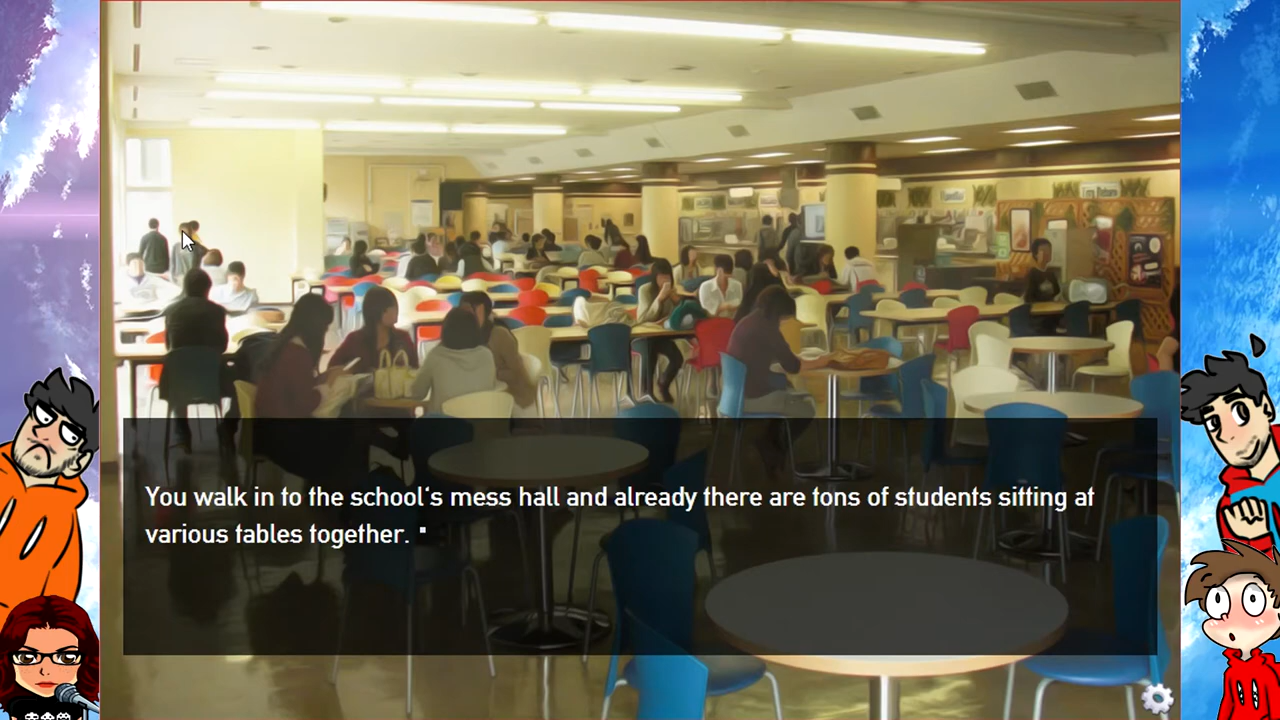 You walk in to the school's mess hall and already there are tons of students sitting at
various tables together.